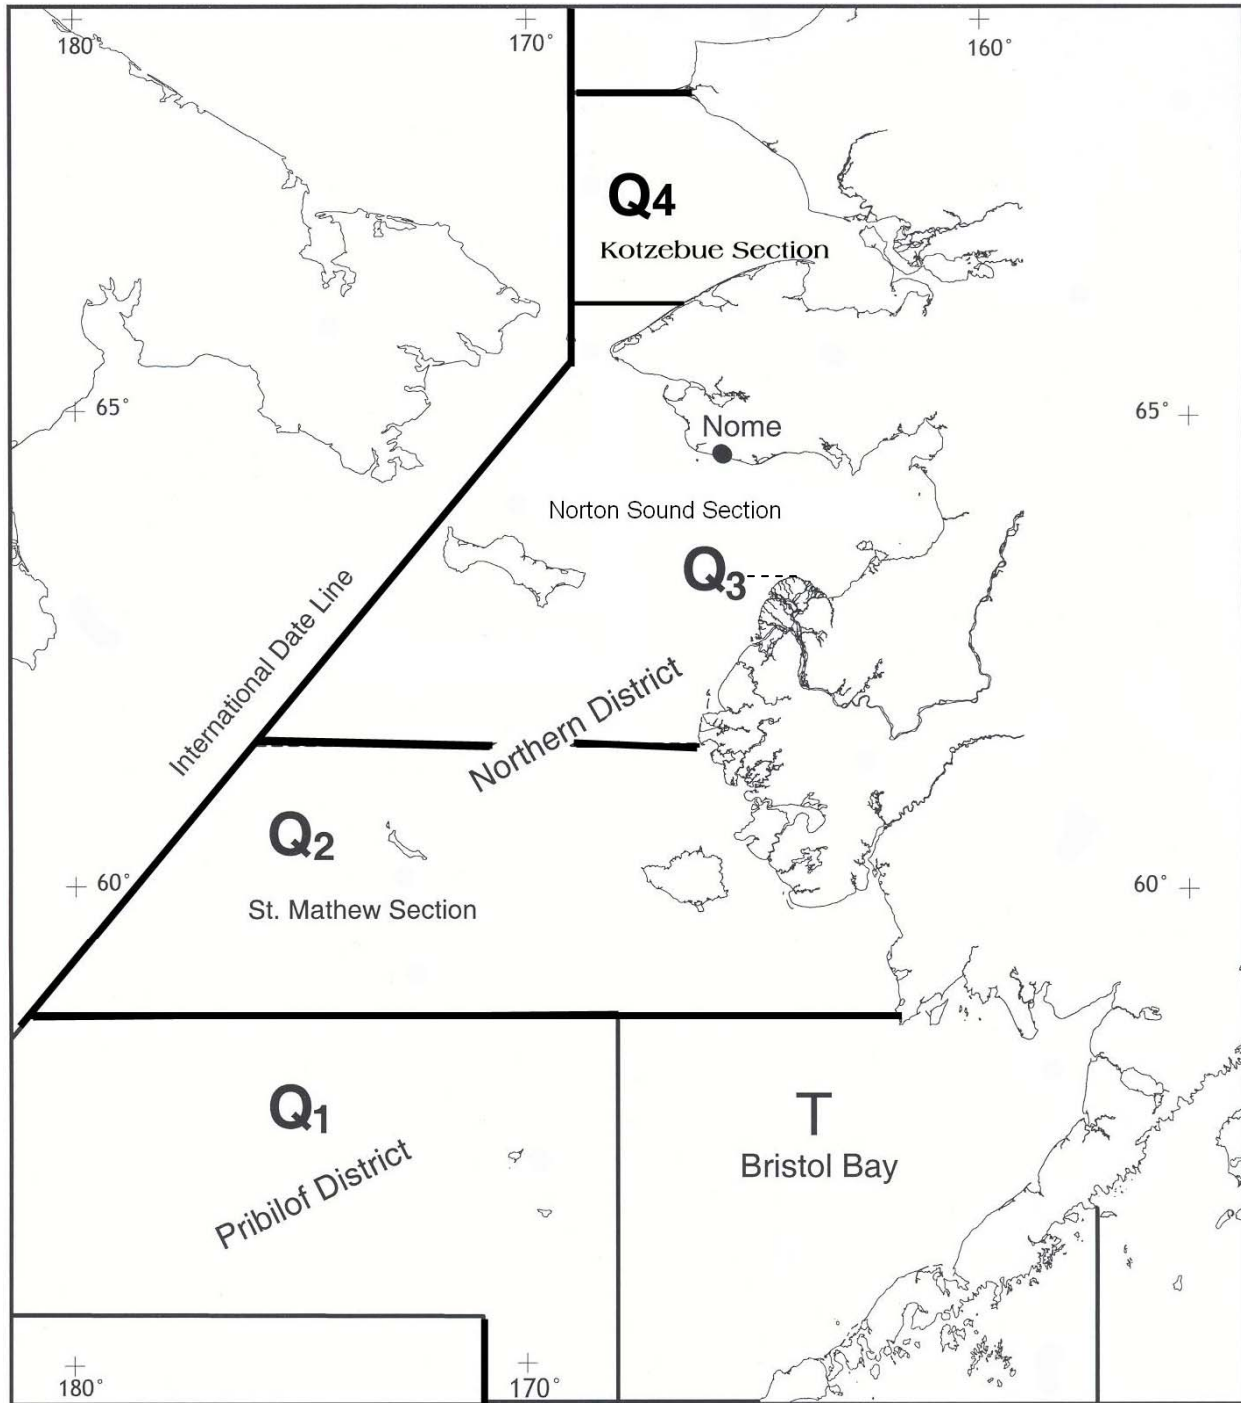 180°
170°
160°
Q4
Kotzebue Section
65°
65°
Nome
Norton Sound Section
Q3
International Date Line
Northern District
Q2
60°
60°
St. Mathew Section
Q1
T
Bristol Bay
Pribilof District
180°
170°